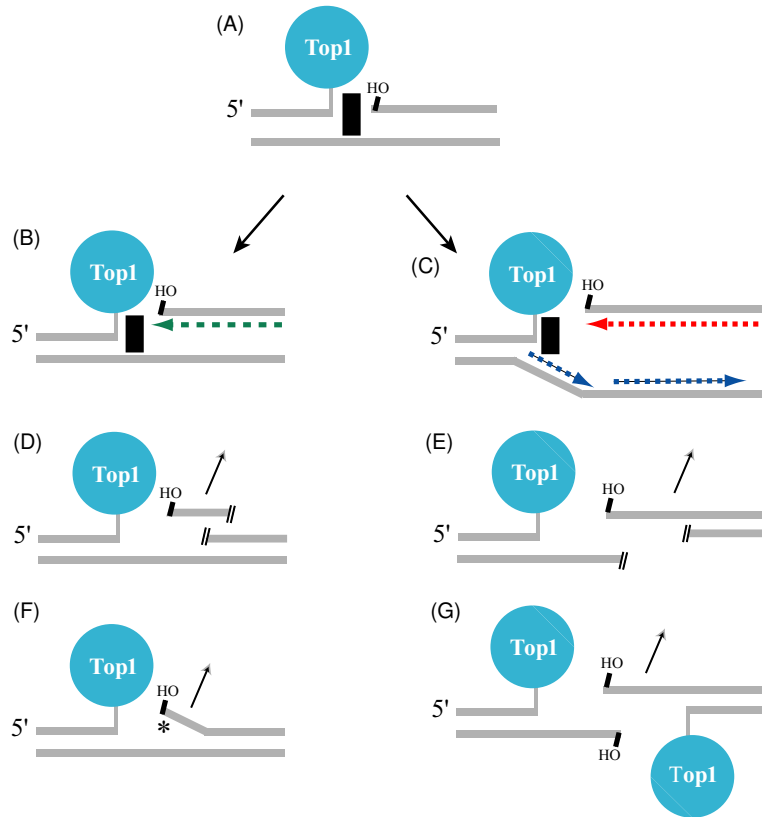 (A)
Top1
HO
5'
(B)
Top1
HO
5'
(C)
Top1
HO
5'
(D)
Top1
HO
5'
(E)
Top1
HO
5'
(F)
Top1
HO
5'
*
(G)
Top1
HO
5'
HO
Top1